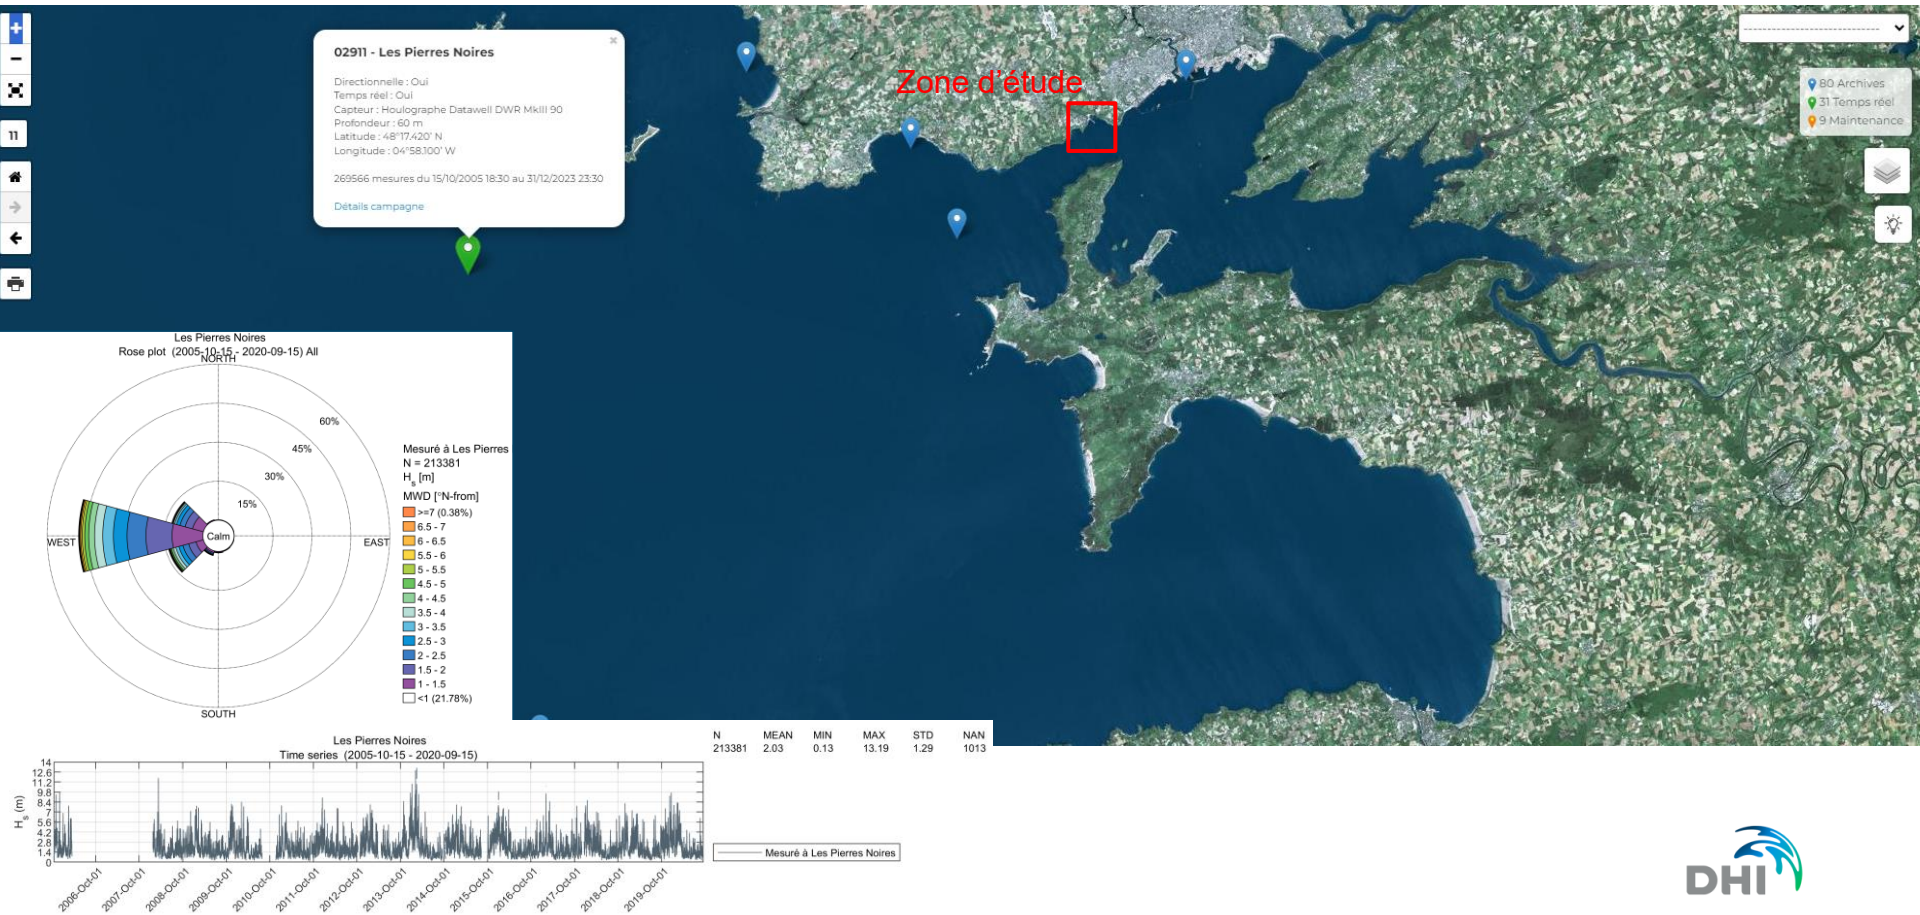 +
02911 - Les Pierres Noires
×
Directionnelle : Oui
Temps réel : Oui
Capteur : Houlographe Datawell DWR MkIII 90
Profondeur : 60 m
Latitude : 48°17.420' N
Longitude : 04°58.100' W
269566 mesures du 15/10/2005 18:30 au 31/12/2023 23:30
Détails campagne
Zone d'étude
-------------------------------
80 Archives
31 Temps réel
9 Maintenance
−
11
Les Pierres Noires
Rose plot (2005-10-15 - 2020-09-15) All
NORTH
60%
45%
30%
15%
WEST
Calm
EAST
SOUTH
Mesuré à Les Pierres
N = 213381
Hs [m]
MWD [°N-from]
>=7 (0.38%)
6.5 - 7
6 - 6.5
5.5 - 6
5 - 5.5
4.5 - 5
4 - 4.5
3.5 - 4
3 - 3.5
2.5 - 3
2 - 2.5
1.5 - 2
1 - 1.5
<1 (21.78%)
Les Pierres Noires
Time series (2005-10-15 - 2020-09-15)
N MEAN MIN MAX STD NAN
213381 2.03 0.13 13.19 1.29 1013
Hs (m)
14
12.6
11.2
9.8
8.4
7
5.6
4.2
2.8
1.4
0
2006-Oct-01
2007-Oct-01
2008-Oct-01
2009-Oct-01
2010-Oct-01
2011-Oct-01
2012-Oct-01
2013-Oct-01
2014-Oct-01
2015-Oct-01
2016-Oct-01
2017-Oct-01
2018-Oct-01
2019-Oct-01
Mesuré à Les Pierres Noires
DHI